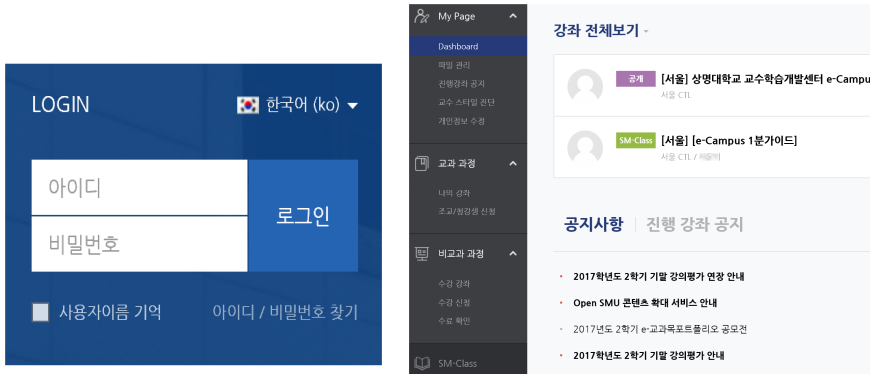 LOGIN
한국어 (ko)
아이디
비밀번호
로그인
사용자이름 기억
아이디 / 비밀번호 찾기
My Page
Dashboard
파일 관리
진행강좌 공지
교수 스타일 진단
개인정보 수정
교과 과정
나의 강좌
조교/청강생 신청
비교과 과정
수강 강좌
수강 신청
수료 확인
SM-Class
강좌 전체보기
공개 [서울] 상명대학교 교수학습개발센터 e-Campu
서울 CTL
SM-Class [서울] [e-Campus 1분가이드]
서울 CTL /
공지사항 진행 강좌 공지
2017학년도 2학기 기말 강의평가 연장 안내
Open SMU 콘텐츠 확대 서비스 안내
2017년도 2학기 e-교과목포트폴리오 공모전
2017학년도 2학기 기말 강의평가 안내